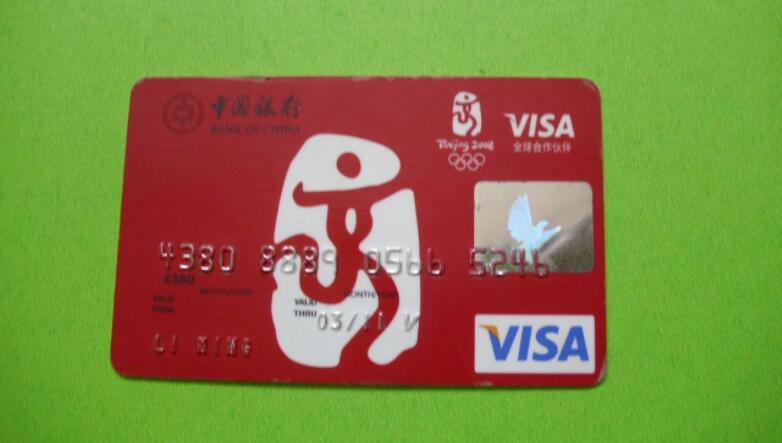 中国银行
BANK OF CHINA
Beijing 2008
VISA
全球合作伙伴
4380 8889 0566 5246
4380
MONTH/YEAR
MONTH/YEAR
VALID
FROM
VALID
THRU
03/11 V
LI MING
VISA